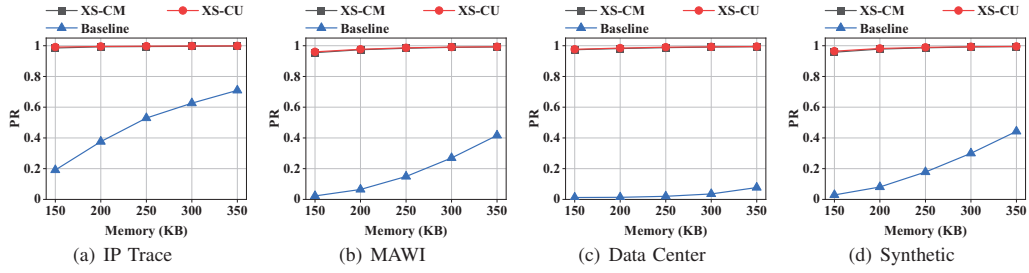 XS-CM XS-CU
Baseline
1
0.8
0.6
0.4
0.2
0
PR
150 200 250 300 350
Memory (KB)
(a) IP Trace
XS-CM XS-CU
Baseline
1
0.8
0.6
0.4
0.2
0
PR
150 200 250 300 350
Memory (KB)
(b) MAWI
XS-CM XS-CU
Baseline
1
0.8
0.6
0.4
0.2
0
PR
150 200 250 300 350
Memory (KB)
(c) Data Center
XS-CM XS-CU
Baseline
1
0.8
0.6
0.4
0.2
0
PR
150 200 250 300 350
Memory (KB)
(d) Synthetic